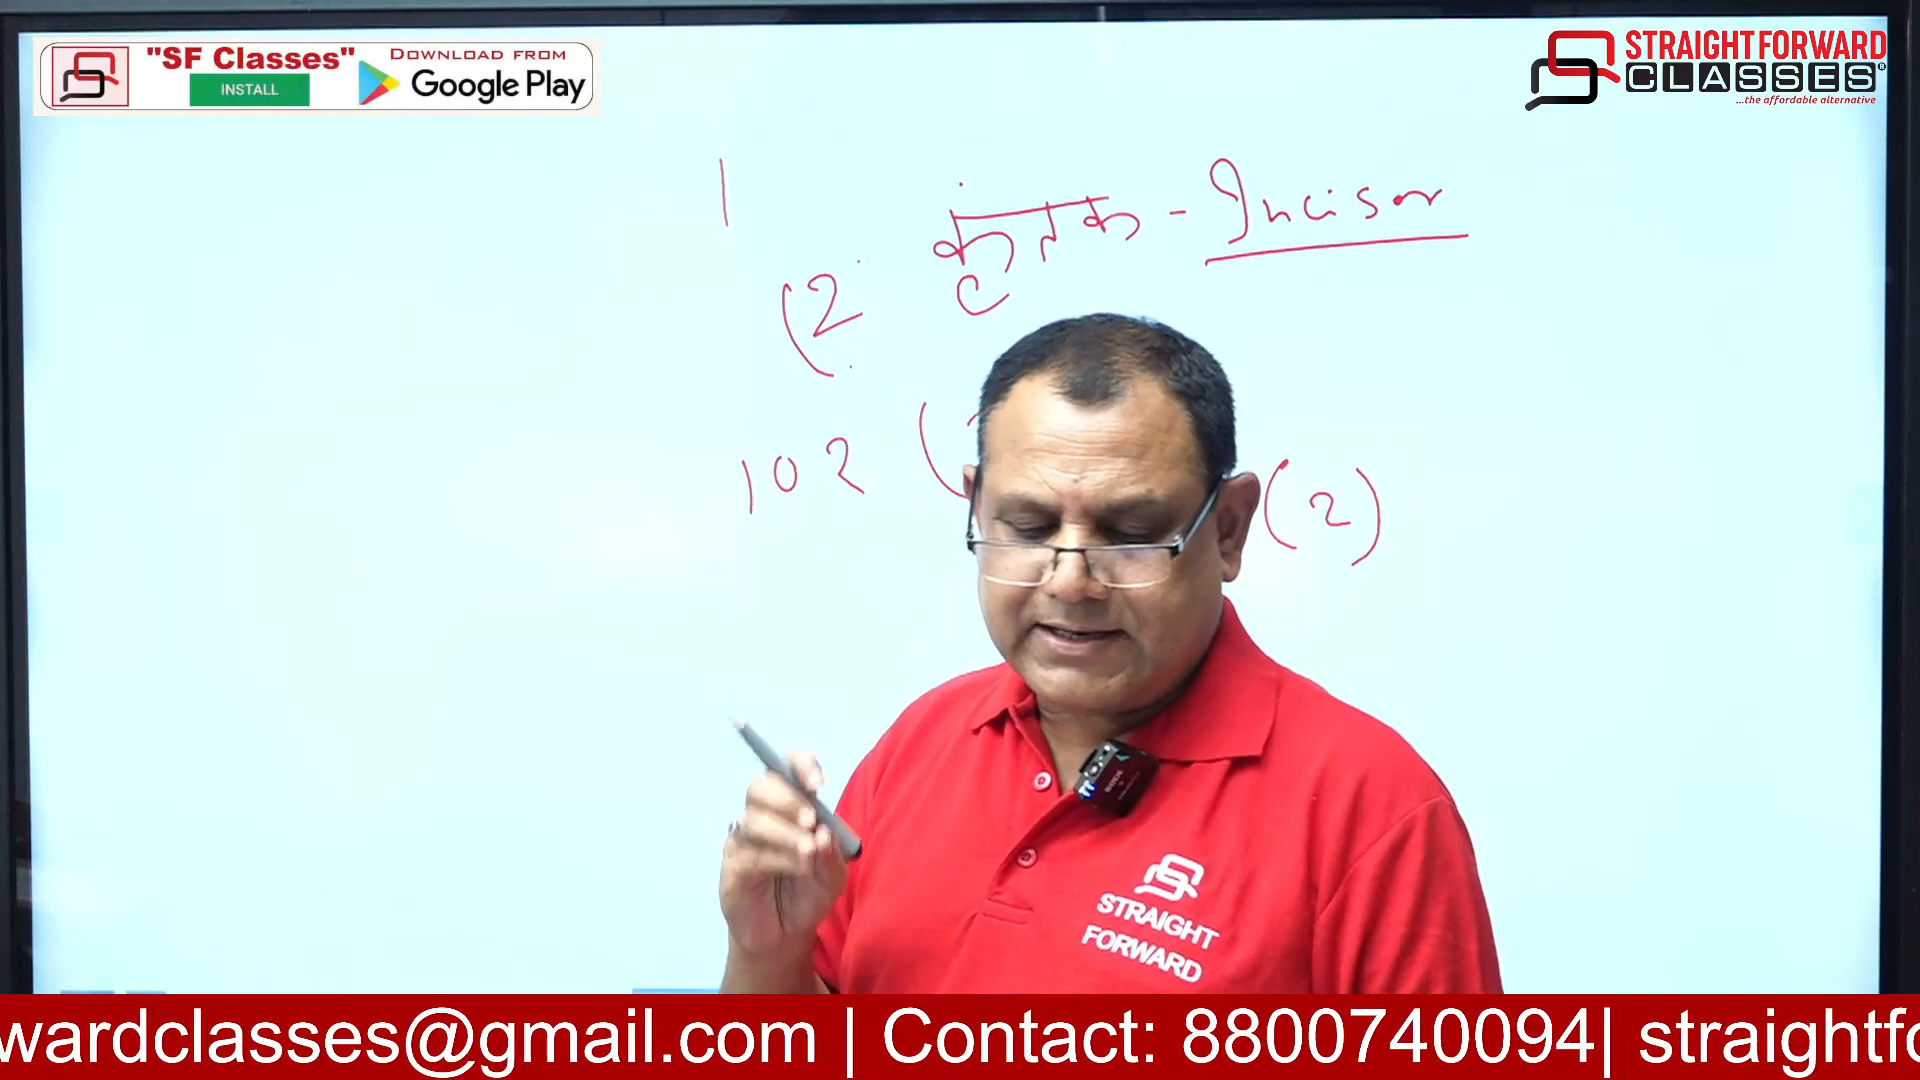 "SF Classes"
INSTALL
DOWNLOAD FROM
Google Play
STRAIGHT FORWARD
CLASSES®
...the affordable alternative
1
कृंतक - Incisor
(2
102 (
(2)
STRAIGHT
FORWARD
wardclasses@gmail.com | Contact: 8800740094| straightfo